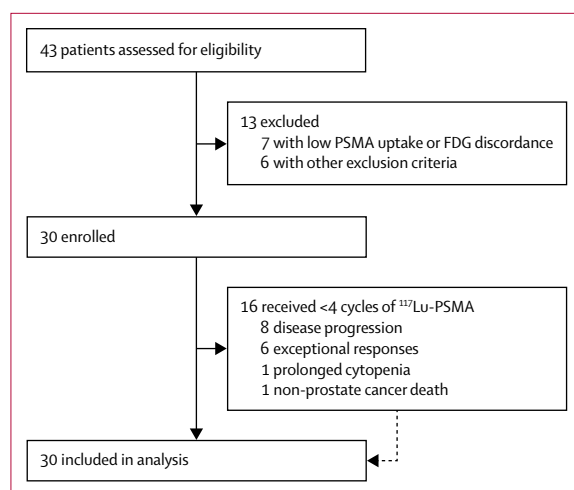 43 patients assessed for eligibility
13 excluded
7 with low PSMA uptake or FDG discordance
6 with other exclusion criteria
30 enrolled
16 received <4 cycles of ¹¹⁷Lu-PSMA
8 disease progression
6 exceptional responses
1 prolonged cytopenia
1 non-prostate cancer death
30 included in analysis